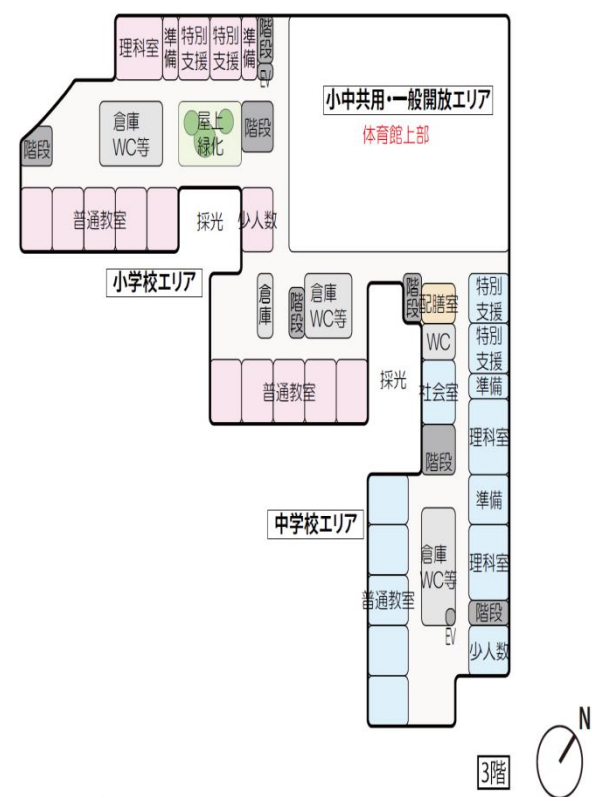 理科室
準備
特別
支援
特別
支援
準備
階段
EV
小中共用・一般開放エリア
体育館上部
倉庫
WC等
屋上
緑化
階段
階段
普通教室
採光
少人数
小学校エリア
倉庫
階段
倉庫
WC等
階段
配膳室
特別
支援
WC
特別
支援
普通教室
採光
社会室
準備
理科室
階段
準備
中学校エリア
倉庫
WC等
理科室
普通教室
階段
EV
少人数
N
3階